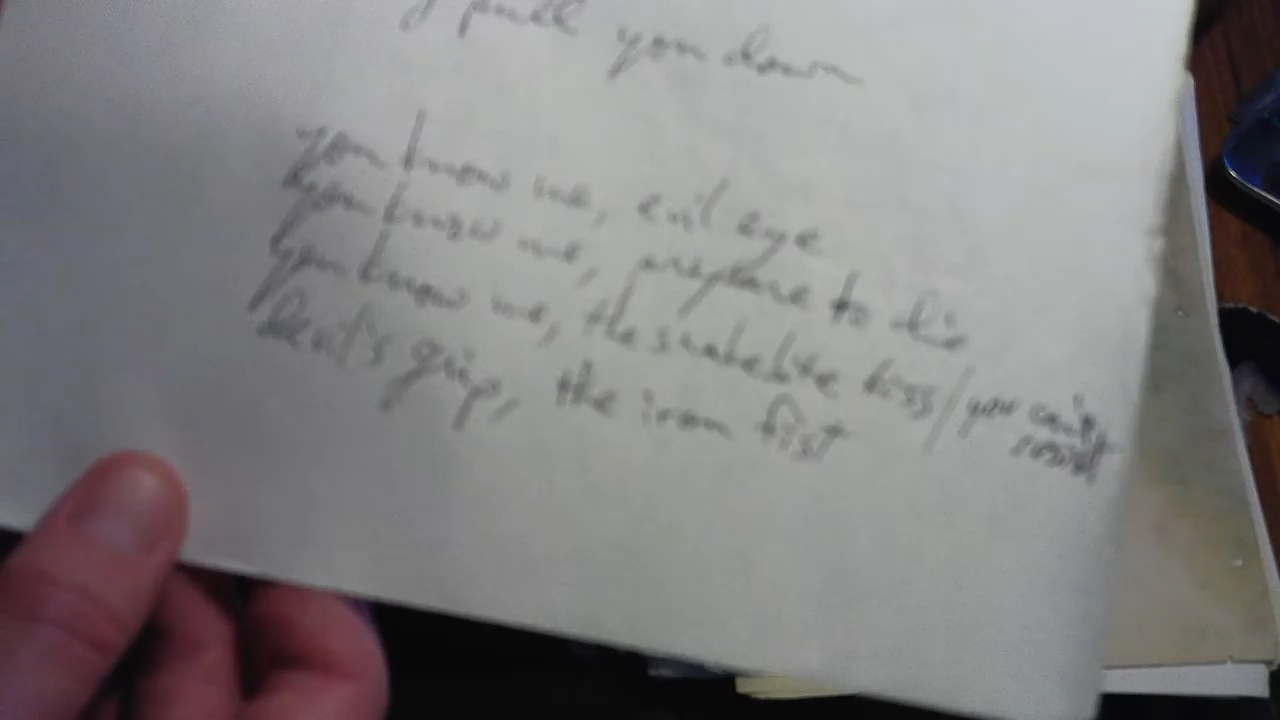 I pull you down
you know me, evil eye
you know me, prepare to die
you know me, the snakebite kiss / you can't resist
devil's grip, the iron fist